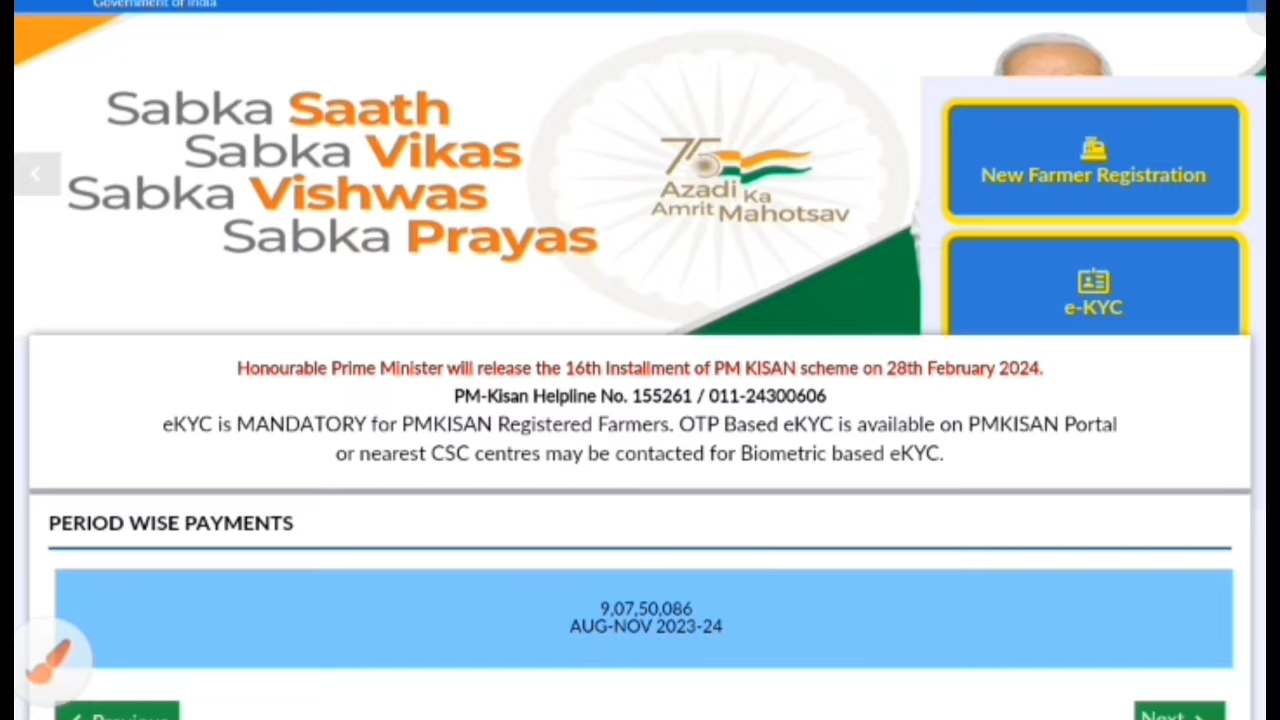 Government of India
Sabka Saath
Sabka Vikas
Sabka Vishwas
Sabka Prayas
75
Azadi Ka
Amrit Mahotsav
New Farmer Registration
e-KYC
Honourable Prime Minister will release the 16th Installment of PM KISAN scheme on 28th February 2024.
PM-Kisan Helpline No. 155261 / 011-24300606
eKYC is MANDATORY for PMKISAN Registered Farmers. OTP Based eKYC is available on PMKISAN Portal
or nearest CSC centres may be contacted for Biometric based eKYC.
PERIOD WISE PAYMENTS
9,07,50,086
AUG-NOV 2023-24
Previous
Next